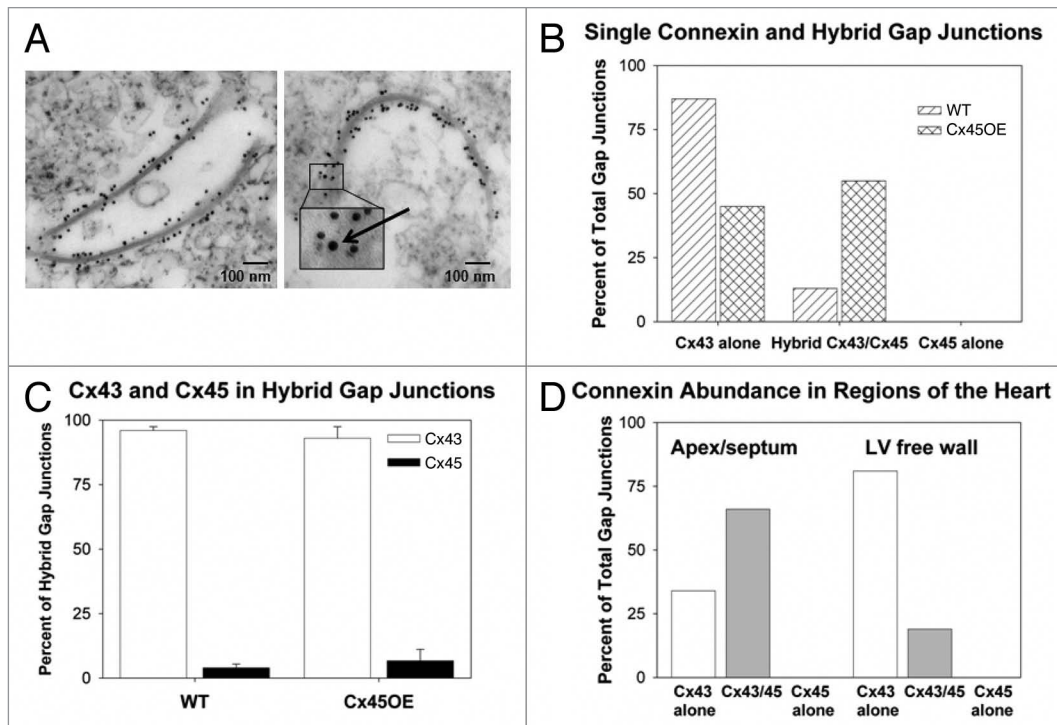 A
100 nm
100 nm
B
Single Connexin and Hybrid Gap Junctions
Percent of Total Gap Junctions
100
75
50
25
0
WT
Cx45OE
Cx43 alone Hybrid Cx43/Cx45 Cx45 alone
C
Cx43 and Cx45 in Hybrid Gap Junctions
Percent of Hybrid Gap Junctions
100
75
50
25
0
Cx43
Cx45
WT Cx45OE
D
Connexin Abundance in Regions of the Heart
Percent of Total Gap Junctions
100
75
50
25
0
Apex/septum LV free wall
Cx43 Cx43/45 Cx45 Cx43 Cx43/45 Cx45
alone alone alone alone